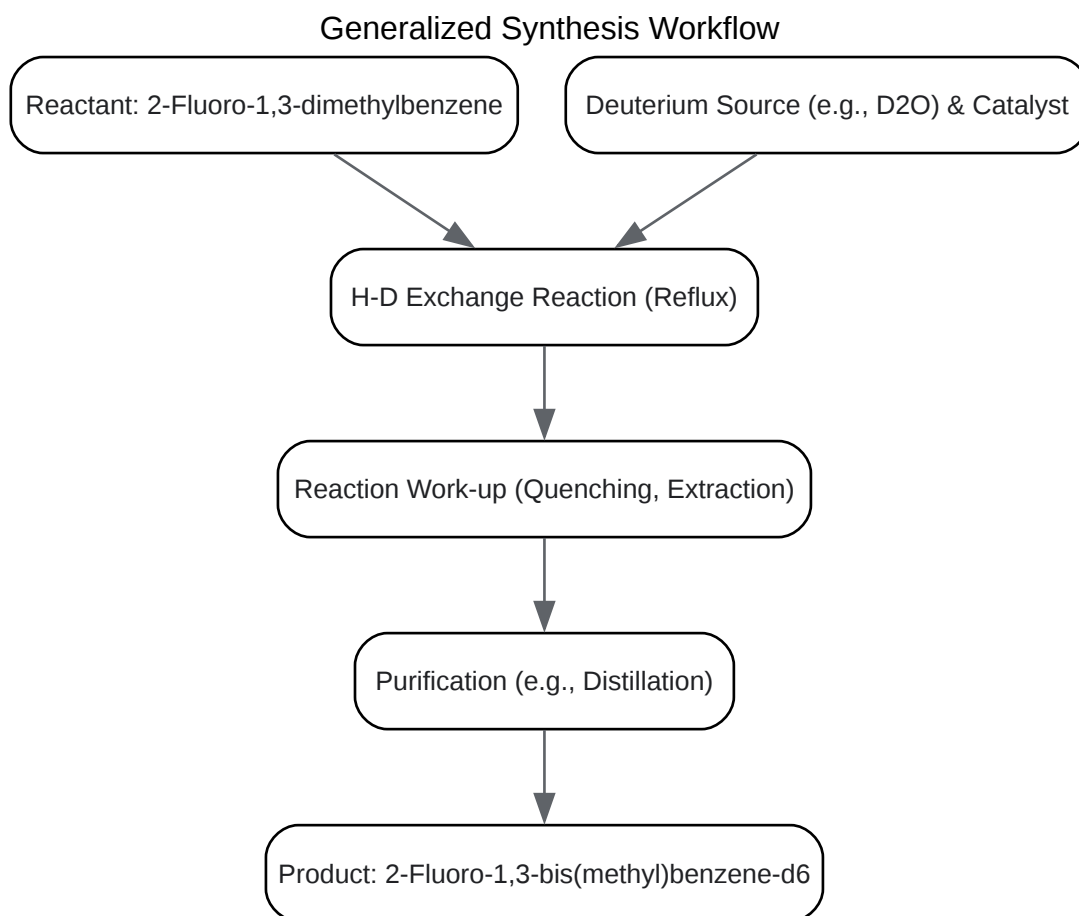 Generalized Synthesis Workflow
Reactant: 2-Fluoro-1,3-dimethylbenzene
Deuterium Source (e.g., D2O) & Catalyst
H-D Exchange Reaction (Reflux)
Reaction Work-up (Quenching, Extraction)
Purification (e.g., Distillation)
Product: 2-Fluoro-1,3-bis(methyl)benzene-d6